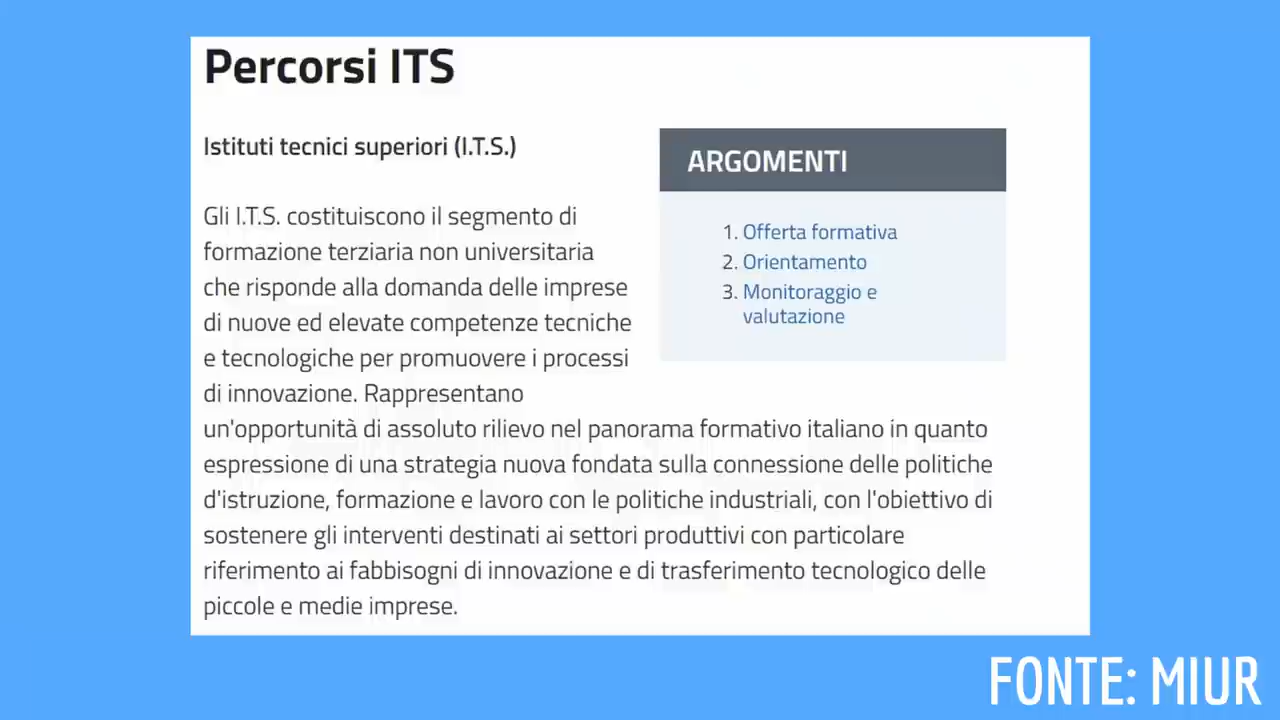 Percorsi ITS
Istituti tecnici superiori (I.T.S.)
ARGOMENTI
1. Offerta formativa
2. Orientamento
3. Monitoraggio e
valutazione
Gli I.T.S. costituiscono il segmento di
formazione terziaria non universitaria
che risponde alla domanda delle imprese
di nuove ed elevate competenze tecniche
e tecnologiche per promuovere i processi
di innovazione. Rappresentano
un'opportunità di assoluto rilievo nel panorama formativo italiano in quanto
espressione di una strategia nuova fondata sulla connessione delle politiche
d'istruzione, formazione e lavoro con le politiche industriali, con l'obiettivo di
sostenere gli interventi destinati ai settori produttivi con particolare
riferimento ai fabbisogni di innovazione e di trasferimento tecnologico delle
piccole e medie imprese.
FONTE: MIUR